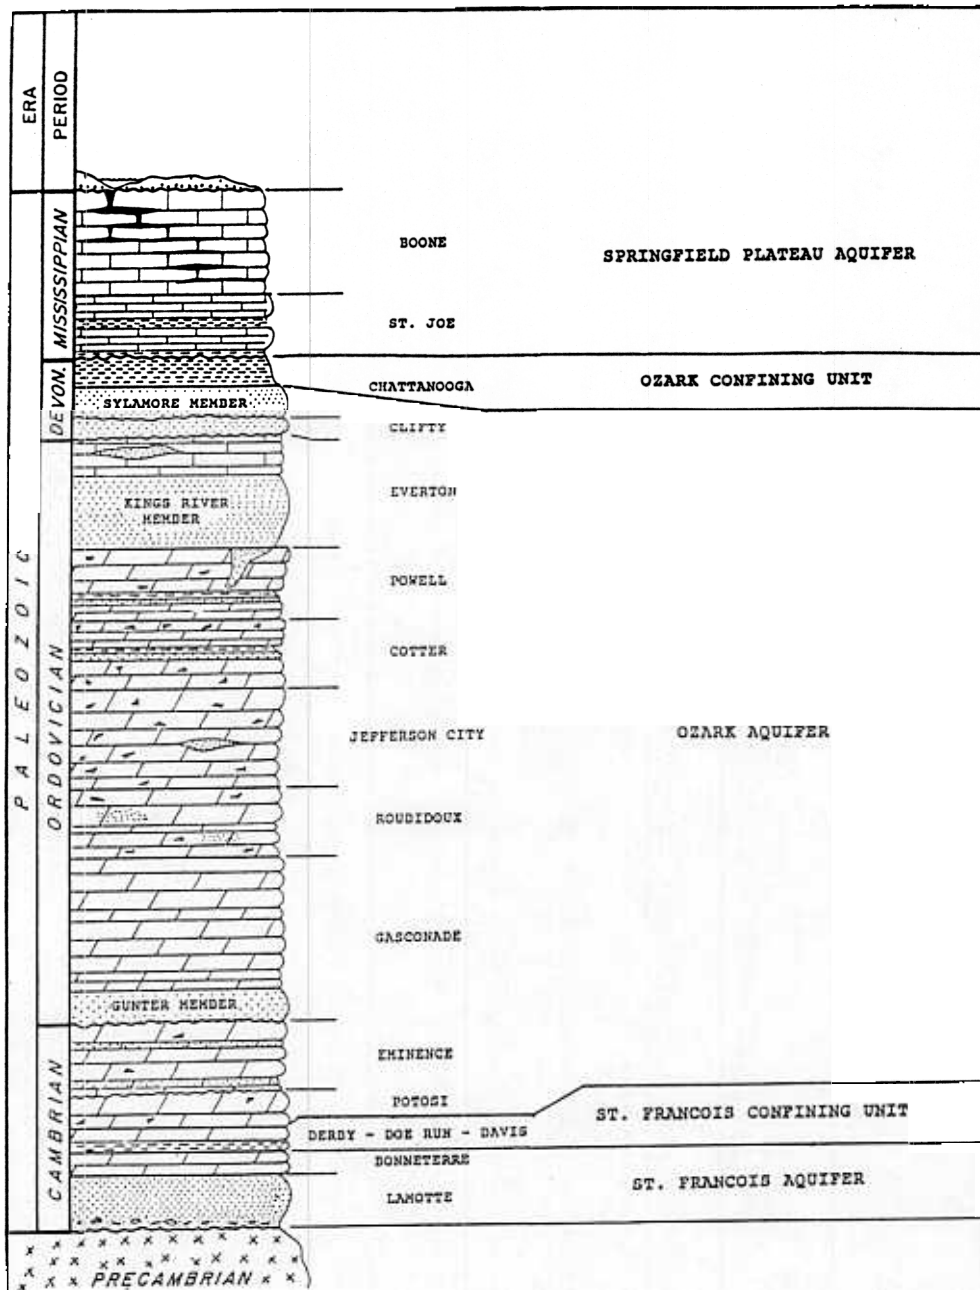 ERA
PERIOD
MISSISSIPPIAN
BOONE
SPRINGFIELD PLATEAU AQUIFER
ST. JOE
DEVON.
CHATTANOOGA
OZARK CONFINING UNIT
SYLAMORE MEMBER
CLIFTY
EVERTON
KINGS RIVER
MEMBER
PALEOZOIC
ORDOVICIAN
POWELL
COTTER
JEFFERSON CITY
OZARK AQUIFER
ROUDIDOUX
GASCONADE
GUNTER MEMBER
CAMBRIAN
EMINENCE
POTOSI
ST. FRANCOIS CONFINING UNIT
DERBY - DOE RUN - DAVIS
BONNETERRE
ST. FRANCOIS AQUIFER
LAMOTTE
PRECAMBRIAN